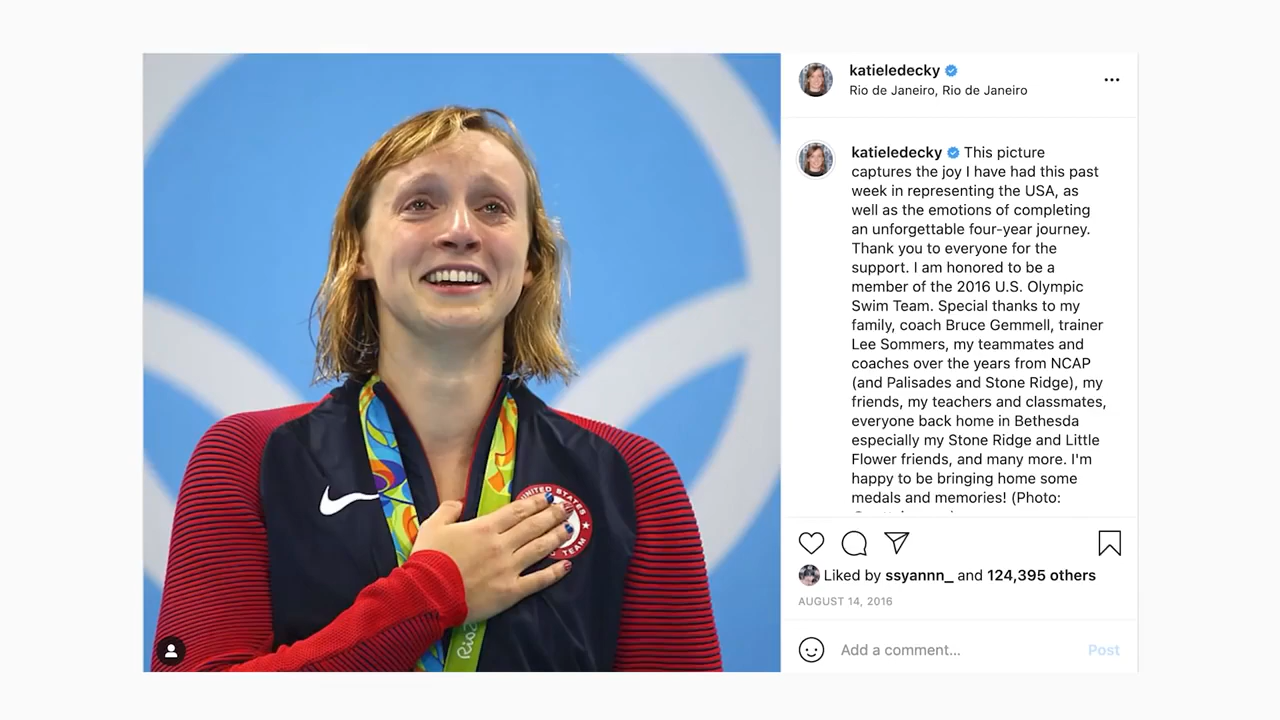 katieledecky
Rio de Janeiro, Rio de Janeiro
katieledecky This picture
captures the joy I have had this past
week in representing the USA, as
well as the emotions of completing
an unforgettable four-year journey.
Thank you to everyone for the
support. I am honored to be a
member of the 2016 U.S. Olympic
Swim Team. Special thanks to my
family, coach Bruce Gemmell, trainer
Lee Sommers, my teammates and
coaches over the years from NCAP
(and Palisades and Stone Ridge), my
friends, my teachers and classmates,
everyone back home in Bethesda
especially my Stone Ridge and Little
Flower friends, and many more. I'm
happy to be bringing home some
medals and memories! (Photo:
Liked by ssyannn_ and 124,395 others
AUGUST 14, 2016
Add a comment...
Post
UNITED STATES
TEAM